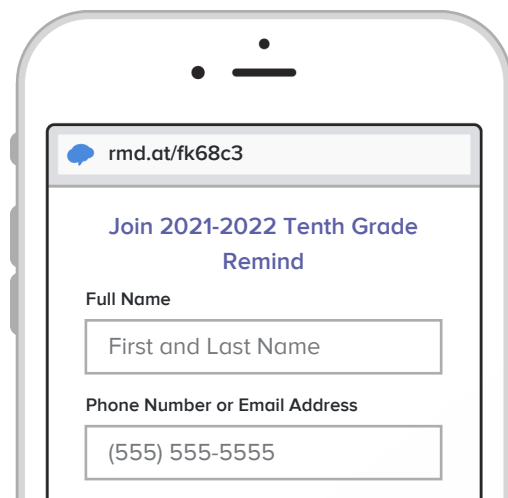 rmd.at/fk68c3
Join 2021-2022 Tenth Grade
Remind
Full Name
First and Last Name
Phone Number or Email Address
(555) 555-5555